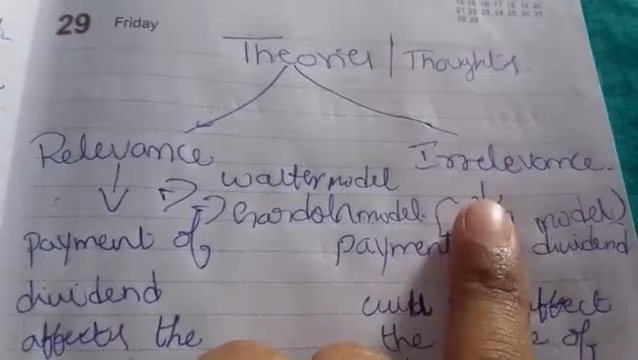 29 Friday
Theories | Thoughts.
Relevance
Irrelevance.
walter model
Gordon model ( model)
payment of
payment dividend
dividend
will affect
affects the
the of